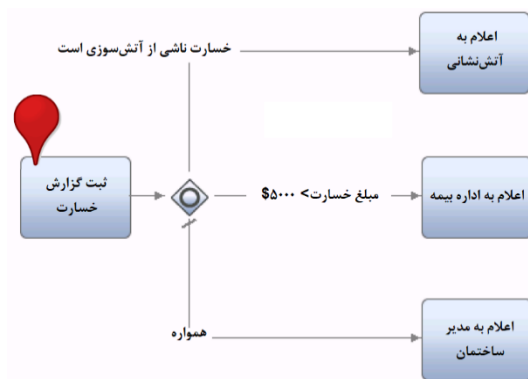 اعلام به
آتش‌نشانی
خسارت ناشی از آتش‌سوزی است
ثبت گزارش
خسارت
مبلغ خسارت> ۵۰۰۰$
اعلام به اداره بیمه
همواره
اعلام به مدیر
ساختمان